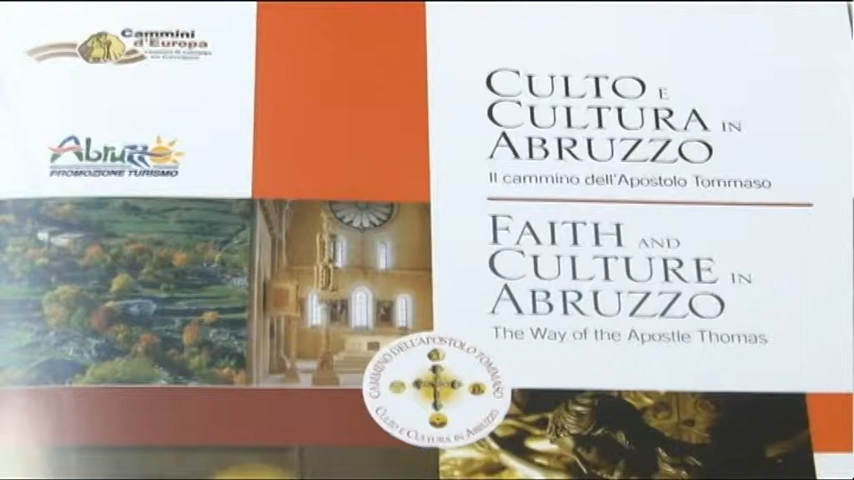 Cammini
d'Europa
Abruzzo
PROMOZIONE TURISMO
CULTO E
CULTURA IN
ABRUZZO
Il cammino dell'Apostolo Tommaso
FAITH AND
CULTURE IN
ABRUZZO
The Way of the Apostle Thomas
CAMMINO DELL'APOSTOLO TOMMASO
CULTO E CULTURA IN ABRUZZO